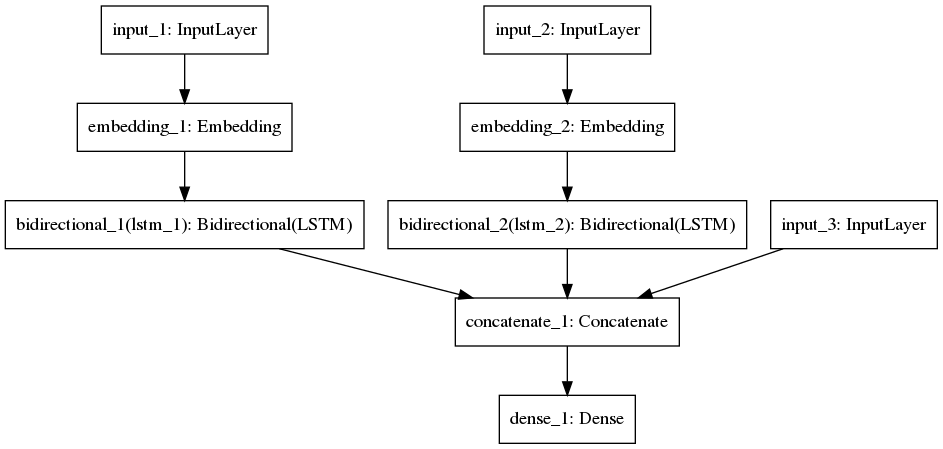 input_1: InputLayer
input_2: InputLayer
embedding_1: Embedding
embedding_2: Embedding
bidirectional_1(lstm_1): Bidirectional(LSTM)
bidirectional_2(lstm_2): Bidirectional(LSTM)
input_3: InputLayer
concatenate_1: Concatenate
dense_1: Dense